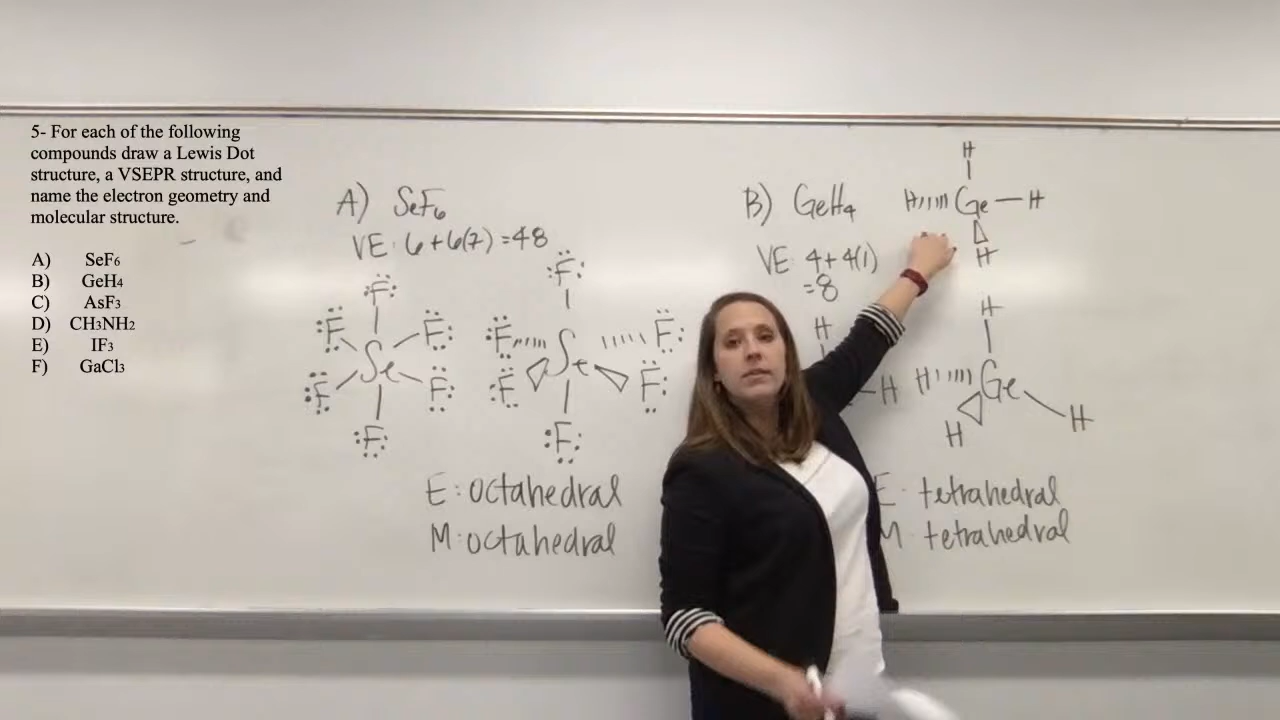 5- For each of the following
compounds draw a Lewis Dot
structure, a VSEPR structure, and
name the electron geometry and
molecular structure.
A) SeF6
B) GeH4
C) AsF3
D) CH3NH2
E) IF3
F) GaCl3
A) SeF6
VE: 6+6(7)=48
F
F F
Se
F F
F
F
F F
Se
F F
F
E: octahedral
M: octahedral
B) GeH4
VE: 4+4(1)
=8
H
H
H
H Ge H
H
H
H Ge
H H
E: tetrahedral
M: tetrahedral